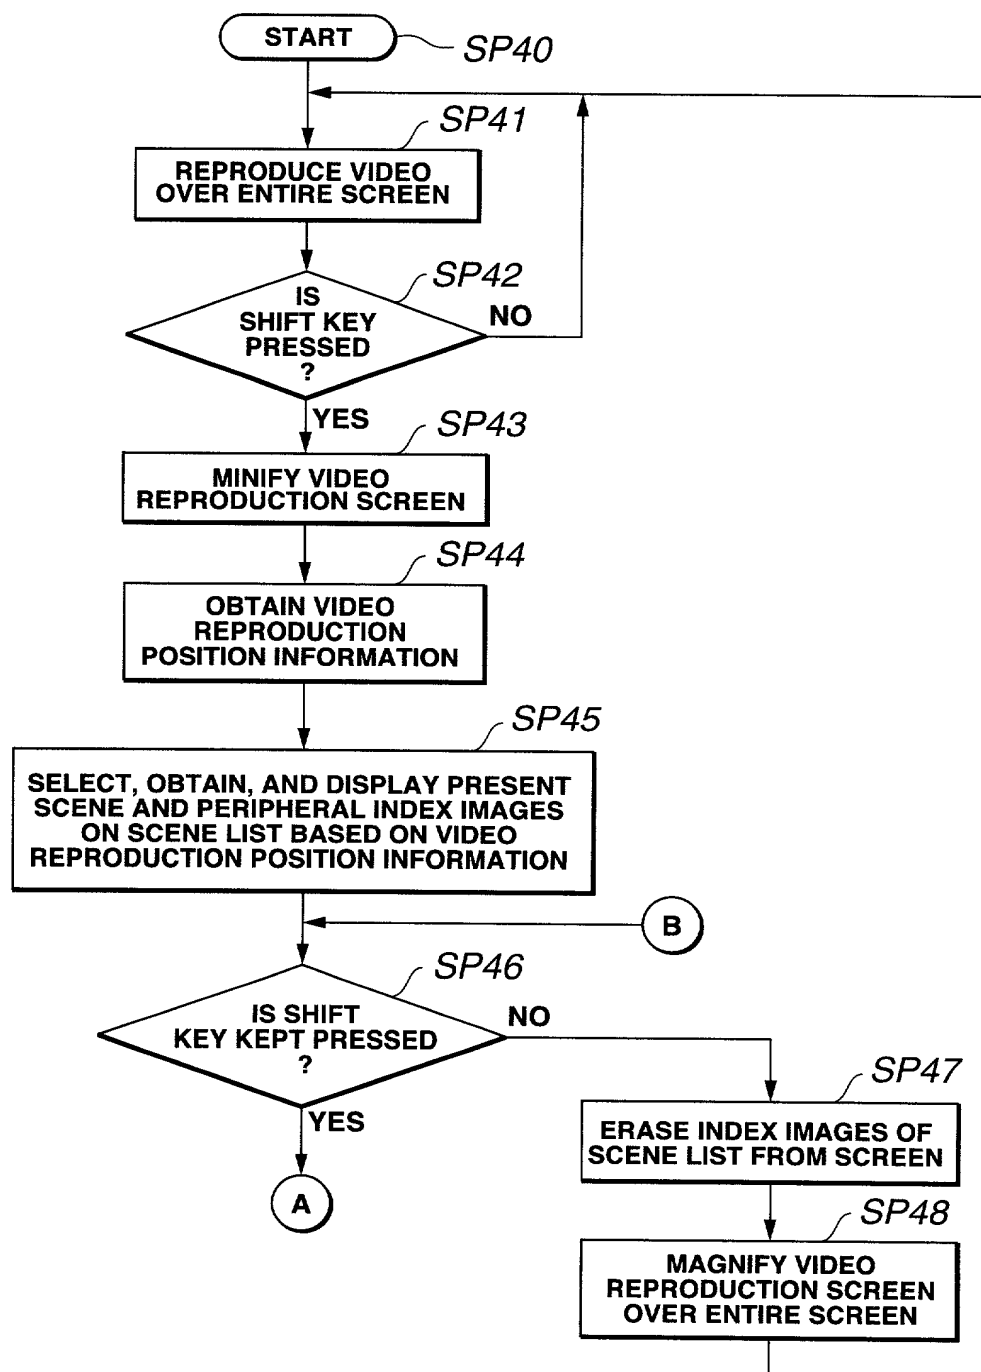 START
SP40
SP41
REPRODUCE VIDEO
OVER ENTIRE SCREEN
SP42
IS
SHIFT KEY
PRESSED
?
NO
YES
SP43
MINIFY VIDEO
REPRODUCTION SCREEN
SP44
OBTAIN VIDEO
REPRODUCTION
POSITION INFORMATION
SP45
SELECT, OBTAIN, AND DISPLAY PRESENT
SCENE AND PERIPHERAL INDEX IMAGES
ON SCENE LIST BASED ON VIDEO
REPRODUCTION POSITION INFORMATION
B
SP46
IS SHIFT
KEY KEPT PRESSED
?
NO
YES
A
SP47
ERASE INDEX IMAGES OF
SCENE LIST FROM SCREEN
SP48
MAGNIFY VIDEO
REPRODUCTION SCREEN
OVER ENTIRE SCREEN